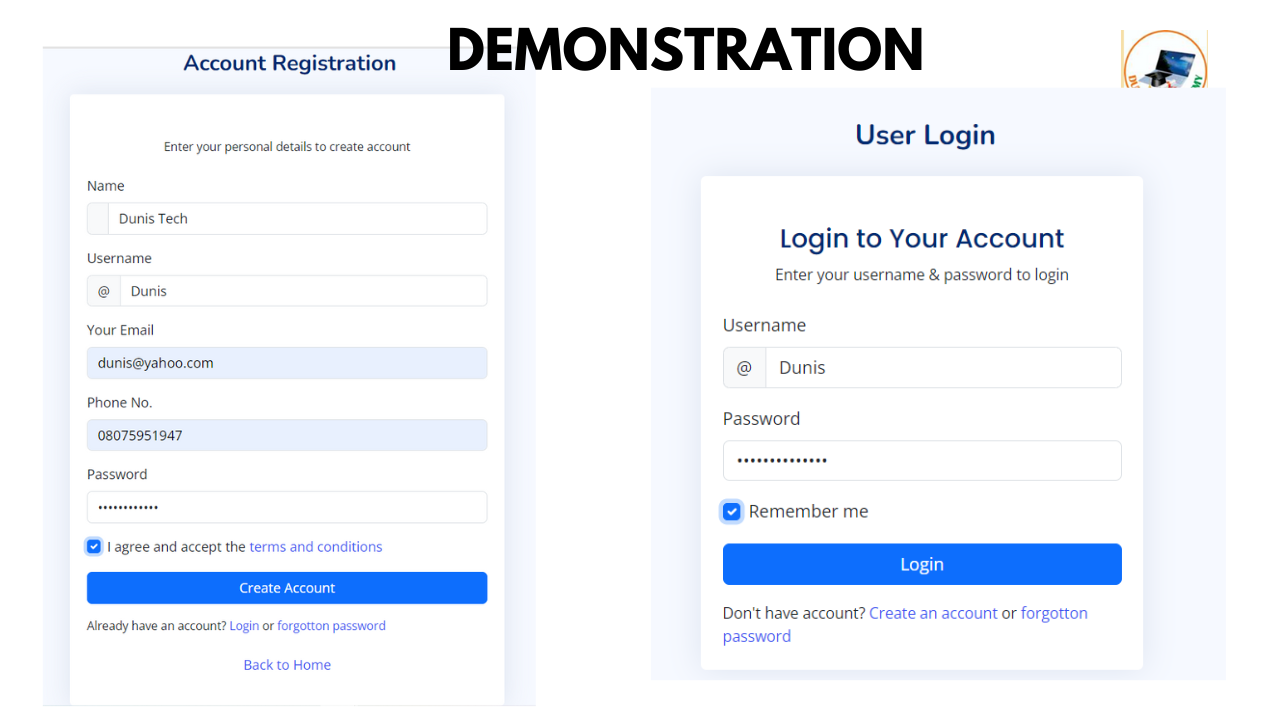 DEMONSTRATION
Account Registration
Enter your personal details to create account
Name
Dunis Tech
Username
@ Dunis
Your Email
dunis@yahoo.com
Phone No.
08075951947
Password
••••••••••••
I agree and accept the terms and conditions
Create Account
Already have an account? Login or forgotton password
Back to Home
User Login
Login to Your Account
Enter your username & password to login
Username
@ Dunis
Password
••••••••••••••
Remember me
Login
Don't have account? Create an account or forgotton
password